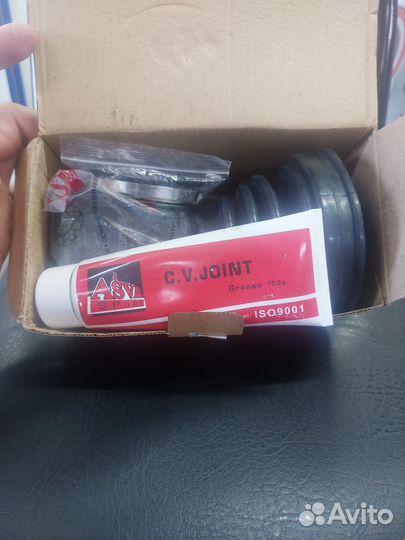 C.V.JOINT
Grease 120g
ASVA
ISO9001
Avito